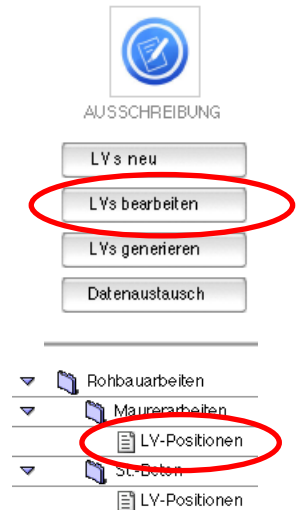 AUSSCHREIBUNG
LVs neu
LVs bearbeiten
LVs generieren
Datenaustausch
Rohbauarbeiten
Maurerarbeiten
LV-Positionen
St.-Beton
LV-Positionen